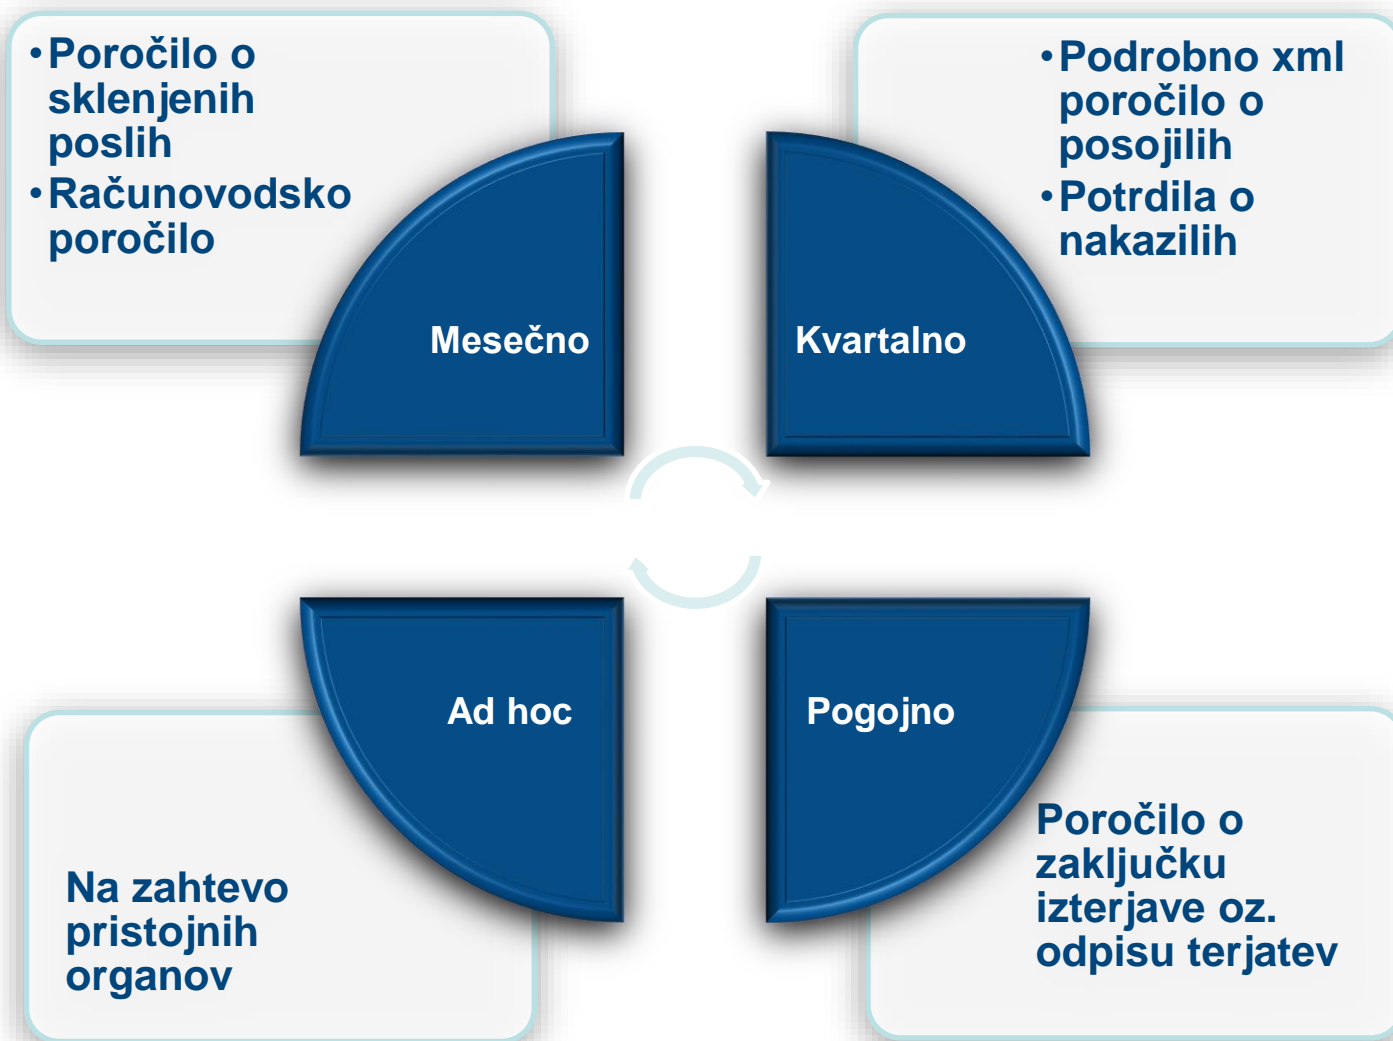 •Poročilo o
sklenjenih
poslih
•Računovodsko
poročilo
Mesečno
•Podrobno xml
poročilo o
posojilih
•Potrdila o
nakazilih
Kvartalno
Ad hoc
Na zahtevo
pristojnih
organov
Pogojno
Poročilo o
zaključku
izterjave oz.
odpisu terjatev